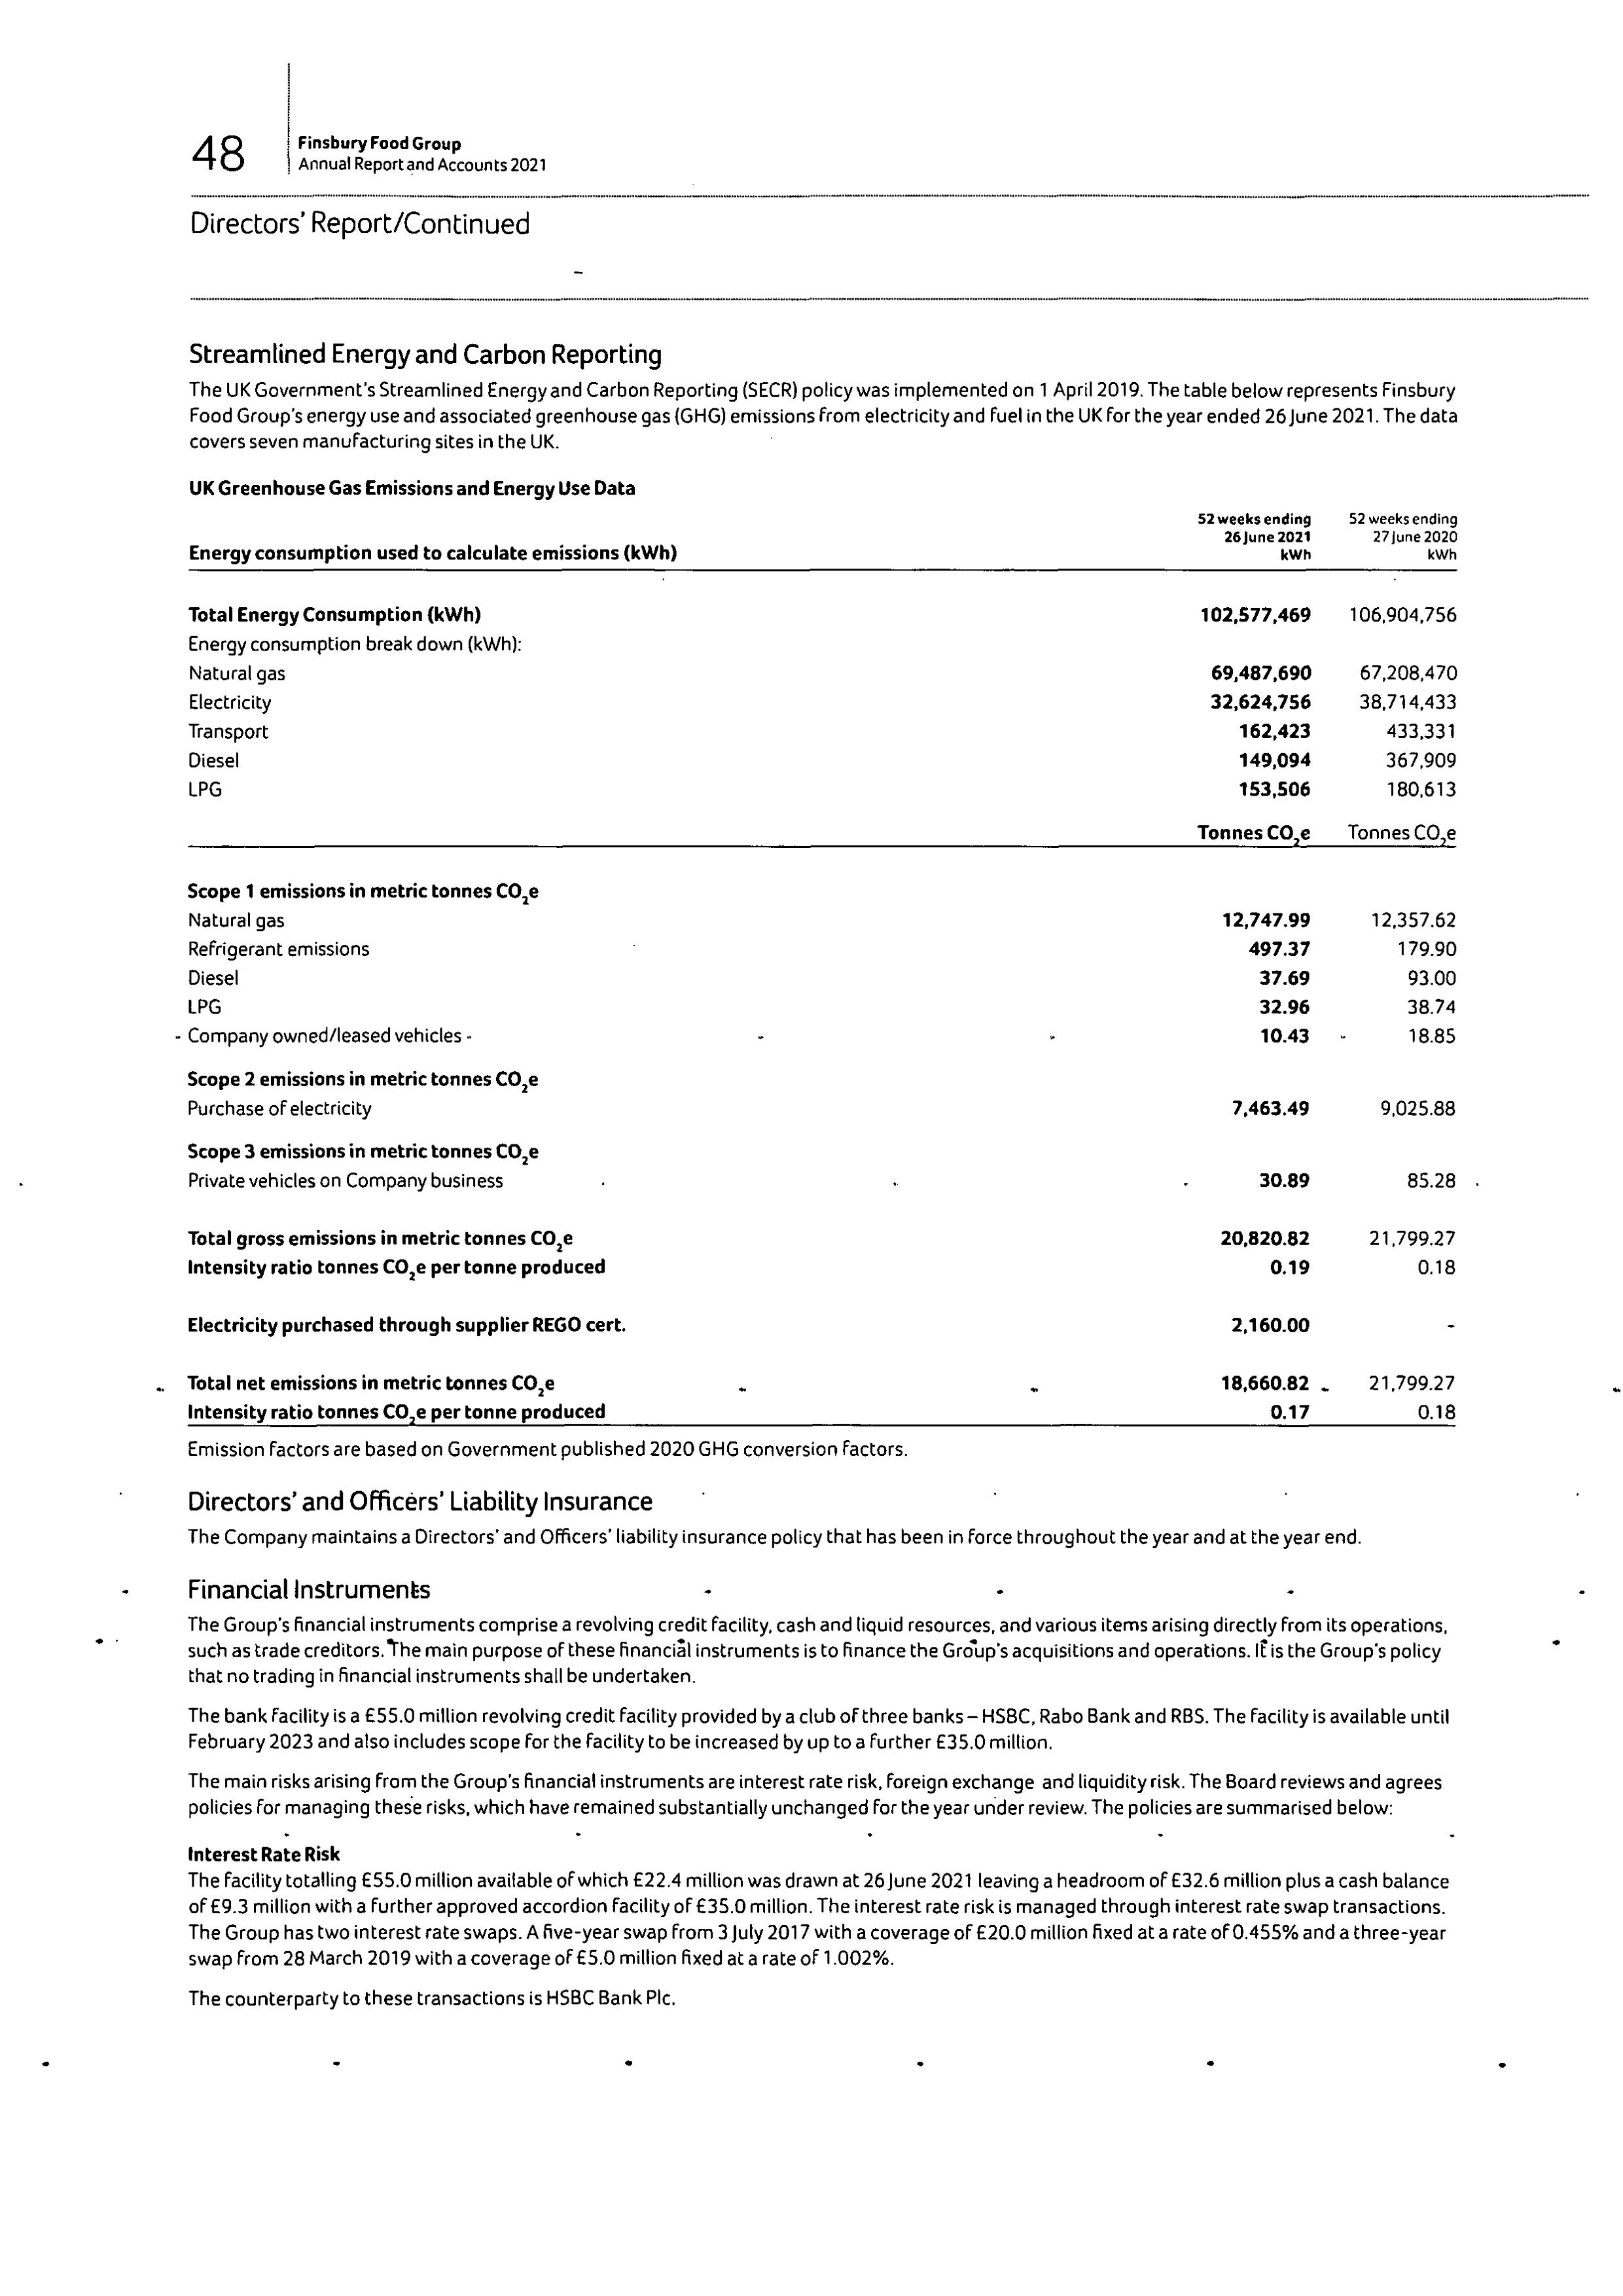 48
Finsbury Food Group
Annual Report and Accounts 2021
Directors' Report/Continued
Streamlined Energy and Carbon Reporting
The UK Government's Streamlined Energy and Carbon Reporting (SECR) policy was implemented on 1 April 2019. The table below represents Finsbury
Food Group's energy use and associated greenhouse gas (GHG) emissions from electricity and fuel in the UK for the year ended 26 June 2021. The data
covers seven manufacturing sites in the UK.
UK Greenhouse Gas Emissions and Energy Use Data
52 weeks ending 52 weeks ending
26 June 2021 27 June 2020
Energy consumption used to calculate emissions (kWh) kWh kWh
Total Energy Consumption (kWh) 102,577,469 106,904,756
Energy consumption break down (kWh):
Natural gas 69,487,690 67,208,470
Electricity 32,624,756 38,714,433
Transport 162,423 433,331
Diesel 149,094 367,909
LPG 153,506 180,613
Tonnes CO₂e Tonnes CO₂e
Scope 1 emissions in metric tonnes CO₂e
Natural gas 12,747.99 12,357.62
Refrigerant emissions 497.37 179.90
Diesel 37.69 93.00
LPG 32.96 38.74
Company owned/leased vehicles 10.43 18.85
Scope 2 emissions in metric tonnes CO₂e
Purchase of electricity 7,463.49 9,025.88
Scope 3 emissions in metric tonnes CO₂e
Private vehicles on Company business 30.89 85.28
Total gross emissions in metric tonnes CO₂e 20,820.82 21,799.27
Intensity ratio tonnes CO₂e per tonne produced 0.19 0.18
Electricity purchased through supplier REGO cert. 2,160.00 -
Total net emissions in metric tonnes CO₂e 18,660.82 21,799.27
Intensity ratio tonnes CO₂e per tonne produced 0.17 0.18
Emission factors are based on Government published 2020 GHG conversion factors.
Directors' and Officers' Liability Insurance
The Company maintains a Directors' and Officers' liability insurance policy that has been in force throughout the year and at the year end.
Financial Instruments
The Group's financial instruments comprise a revolving credit facility, cash and liquid resources, and various items arising directly from its operations,
such as trade creditors. The main purpose of these financial instruments is to finance the Group's acquisitions and operations. It is the Group's policy
that no trading in financial instruments shall be undertaken.
The bank facility is a £55.0 million revolving credit facility provided by a club of three banks – HSBC, Rabo Bank and RBS. The facility is available until
February 2023 and also includes scope for the facility to be increased by up to a further £35.0 million.
The main risks arising from the Group's financial instruments are interest rate risk, foreign exchange and liquidity risk. The Board reviews and agrees
policies for managing these risks, which have remained substantially unchanged for the year under review. The policies are summarised below:
Interest Rate Risk
The facility totalling £55.0 million available of which £22.4 million was drawn at 26 June 2021 leaving a headroom of £32.6 million plus a cash balance
of £9.3 million with a further approved accordion facility of £35.0 million. The interest rate risk is managed through interest rate swap transactions.
The Group has two interest rate swaps. A five-year swap from 3 July 2017 with a coverage of £20.0 million fixed at a rate of 0.455% and a three-year
swap from 28 March 2019 with a coverage of £5.0 million fixed at a rate of 1.002%.
The counterparty to these transactions is HSBC Bank Plc.